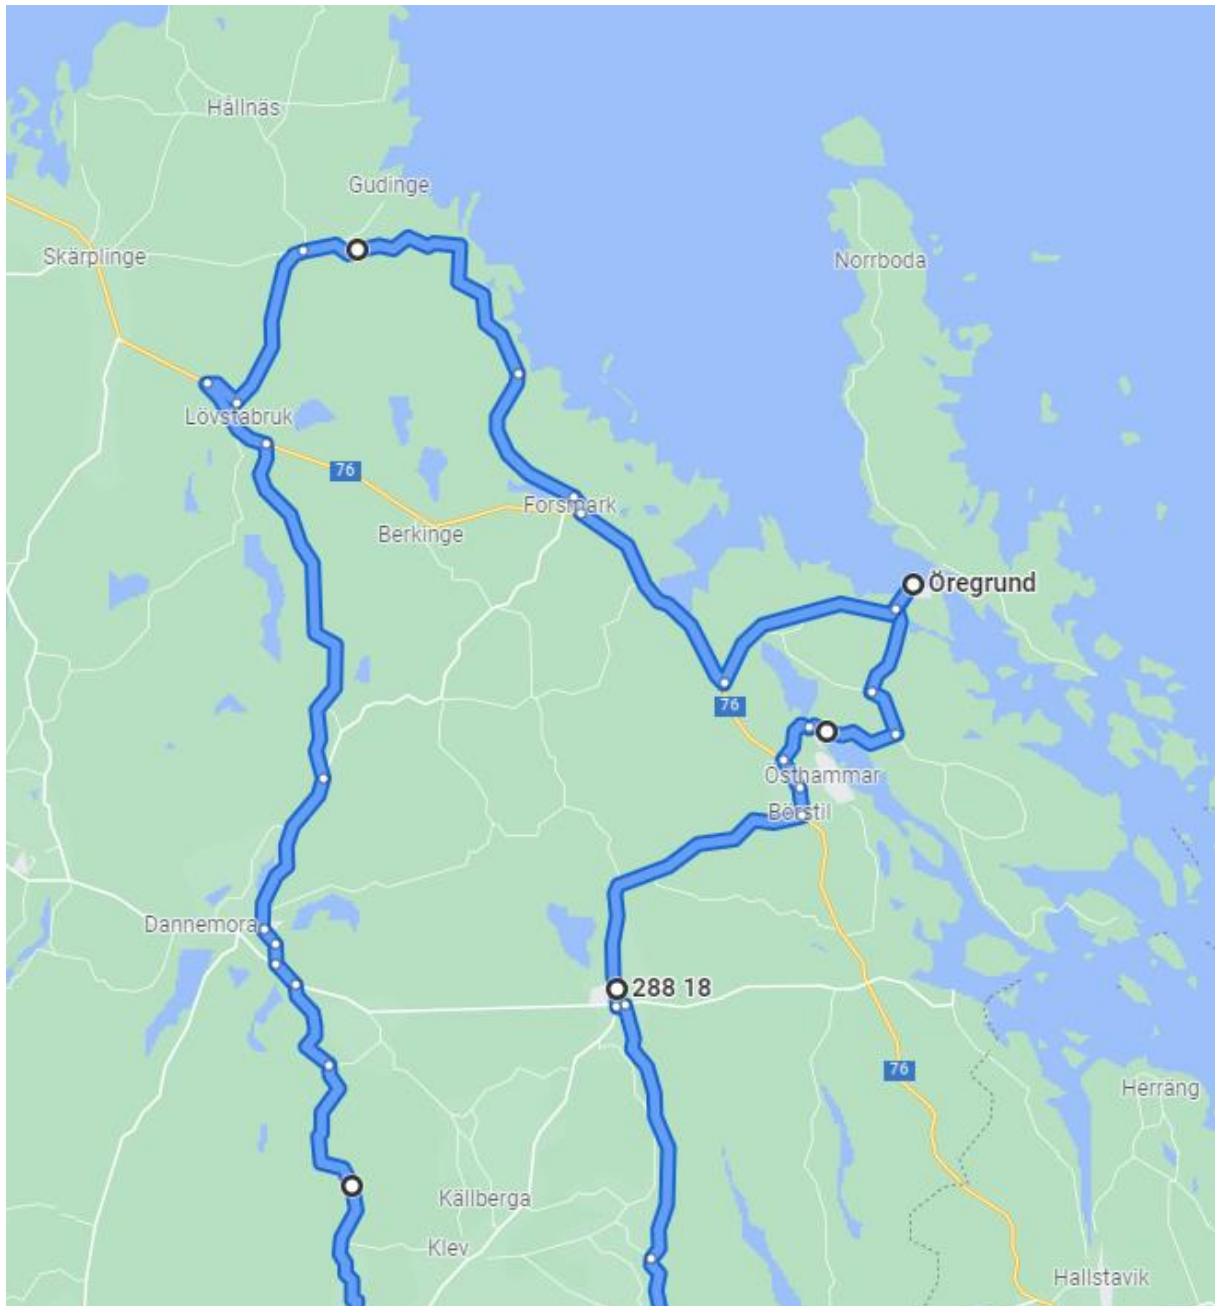 Hållnäs
Gudinge
Skärplinge
Norrboda
Lövstabruk
76
Forsmark
Berkinge
Öregrund
76
Östhammar
Börstil
Dannemora
288 18
76
Herräng
Källberga
Klev
Hallstavik